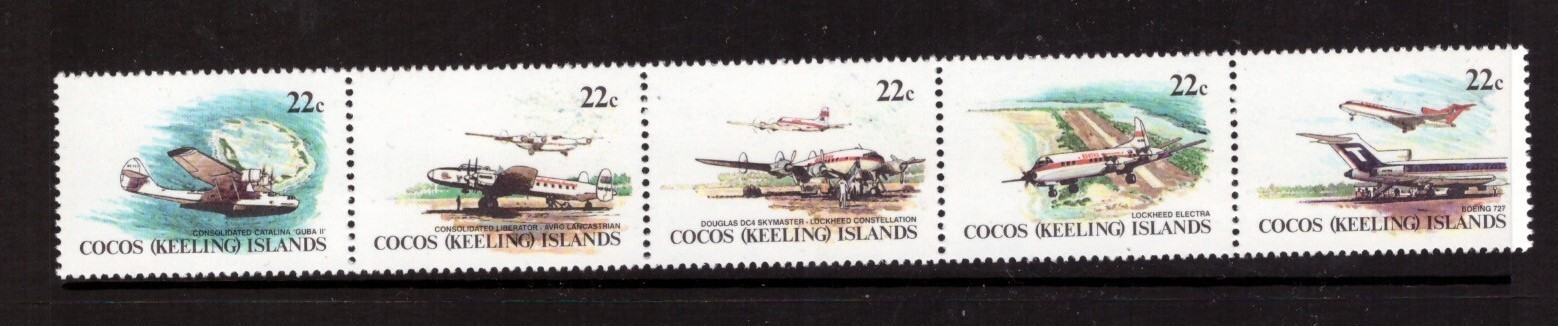 22c
CONSOLIDATED CATALINA 'GUBA II'
COCOS (KEELING) ISLANDS
22c
CONSOLIDATED LIBERATOR - AVRO LANCASTRIAN
COCOS (KEELING) ISLANDS
22c
DOUGLAS DC4 SKYMASTER - LOCKHEED CONSTELLATION
COCOS (KEELING) ISLANDS
22c
LOCKHEED ELECTRA
COCOS (KEELING) ISLANDS
22c
BOEING 727
COCOS (KEELING) ISLANDS